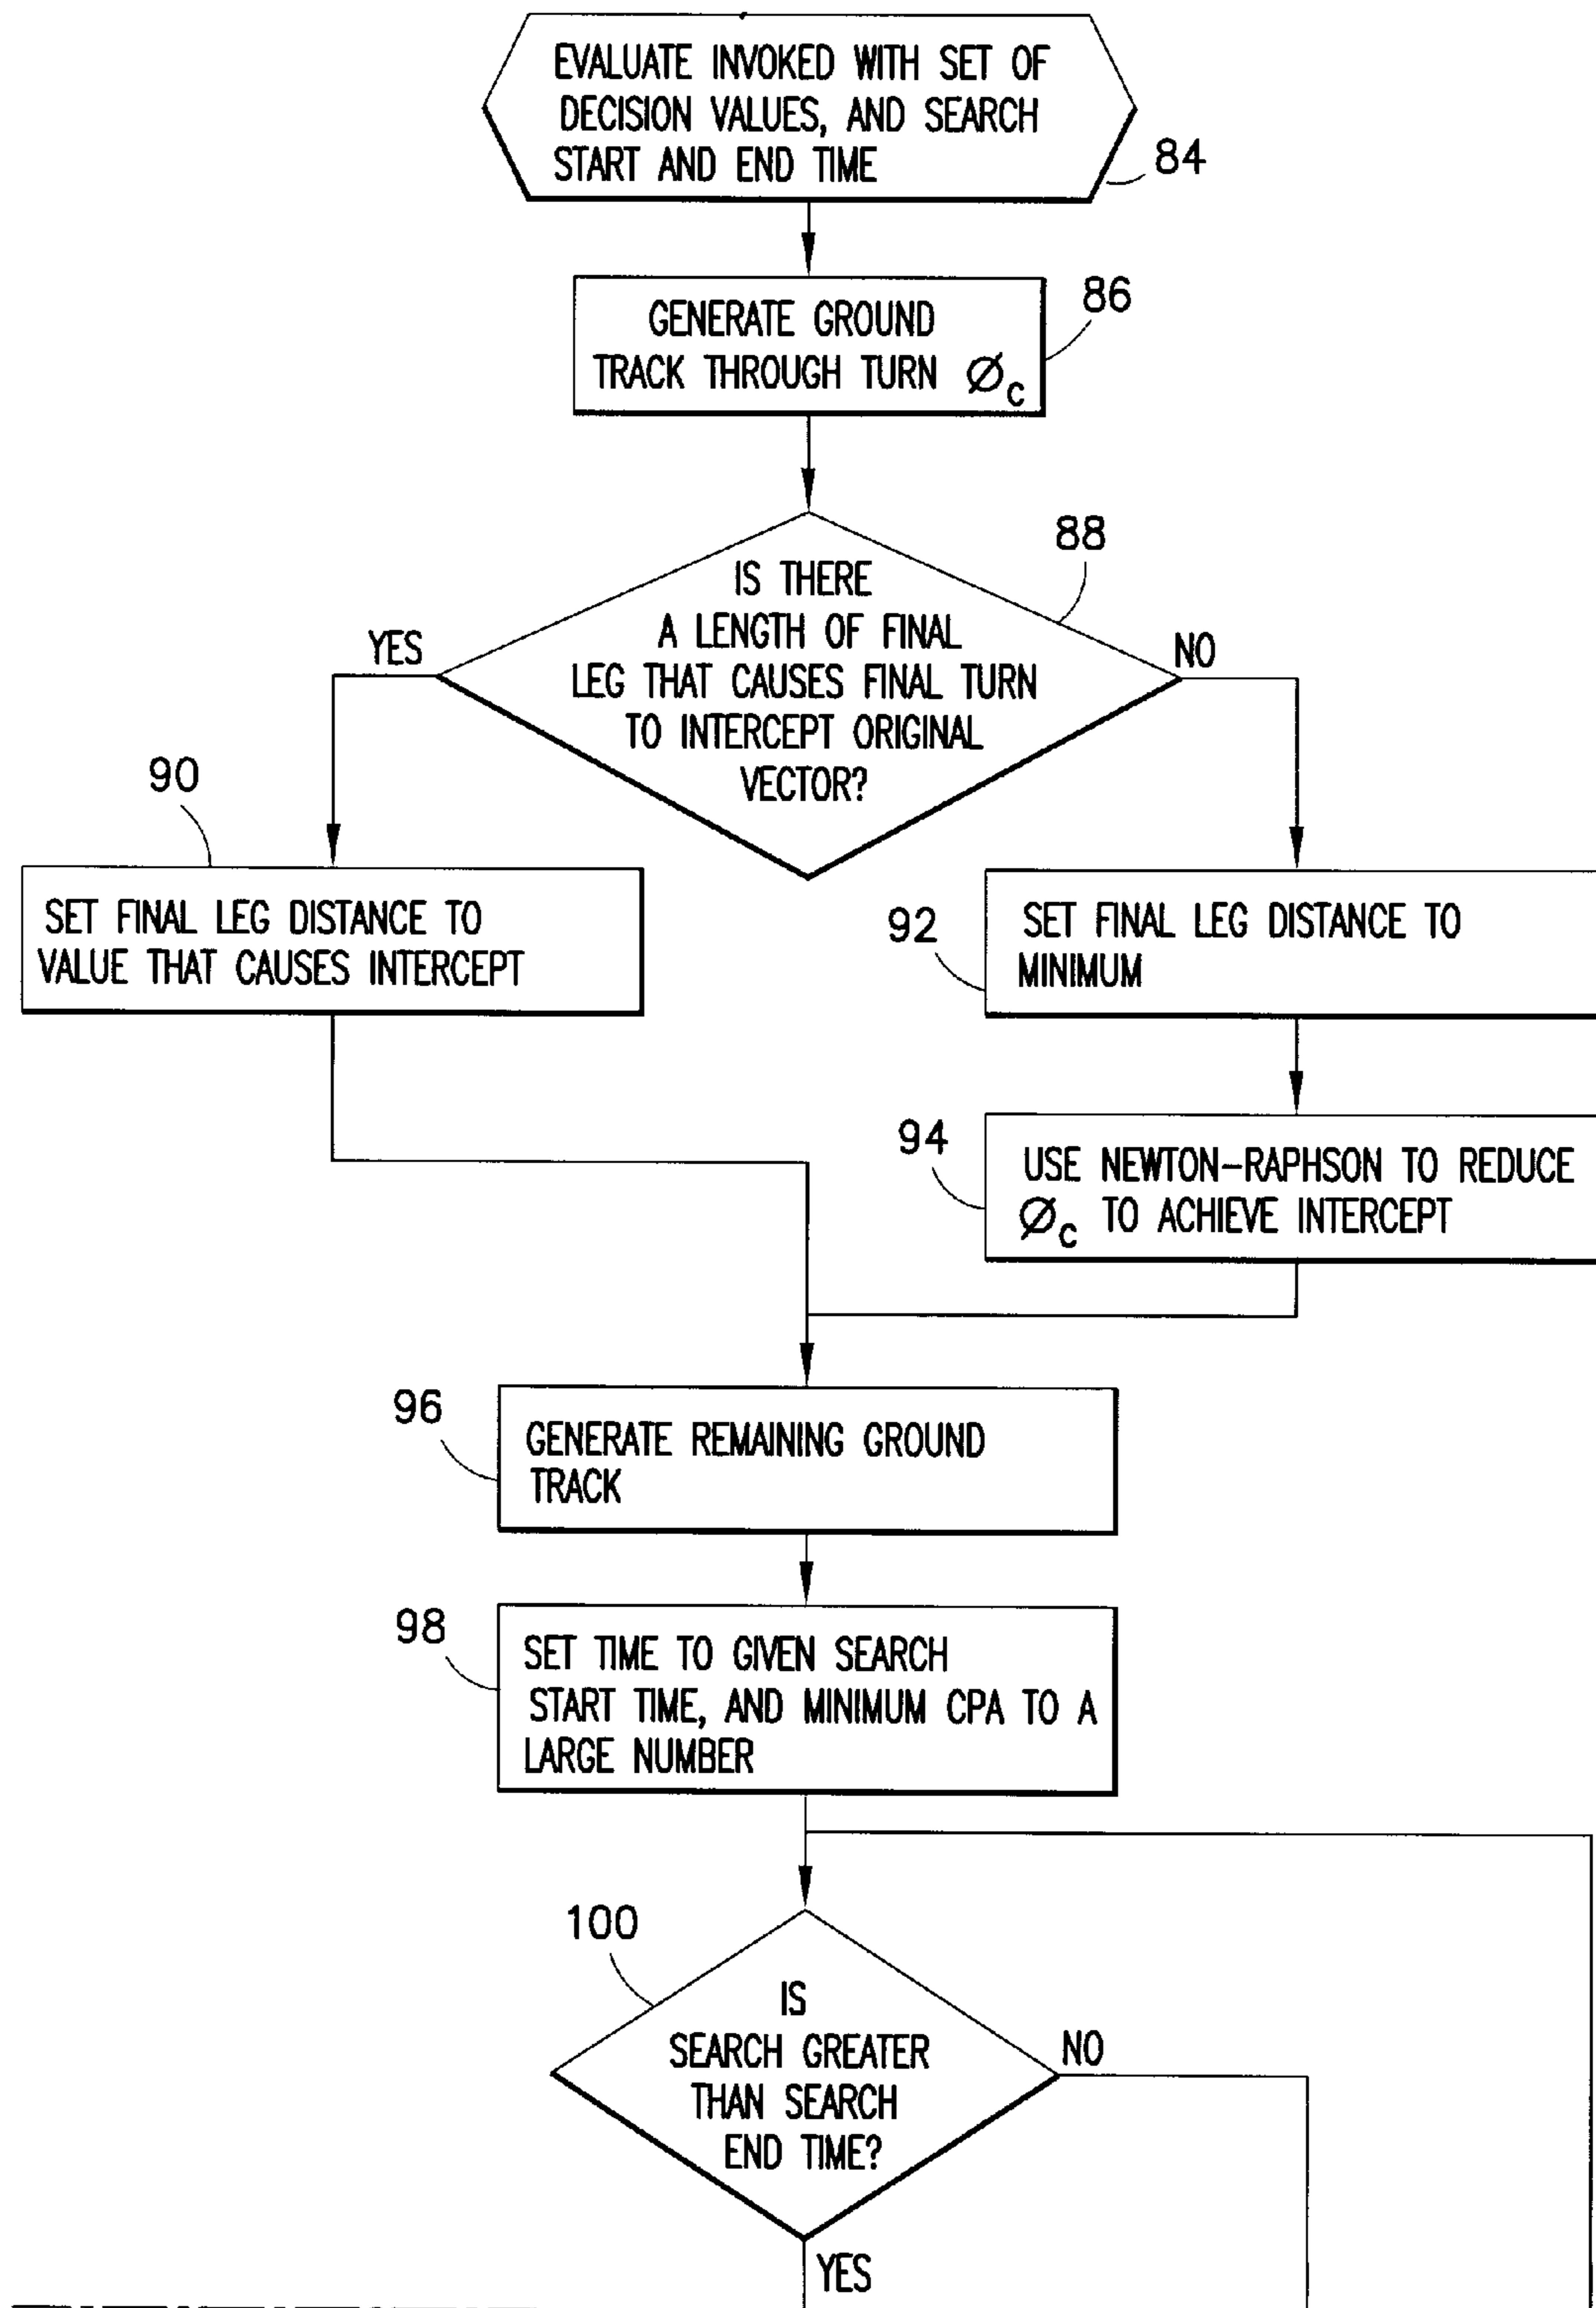 EVALUATE INVOKED WITH SET OF
DECISION VALUES, AND SEARCH
START AND END TIME
84
GENERATE GROUND
TRACK THROUGH TURN Øc
86
IS THERE
A LENGTH OF FINAL
LEG THAT CAUSES FINAL TURN
TO INTERCEPT ORIGINAL
VECTOR?
88
YES
NO
90
SET FINAL LEG DISTANCE TO
VALUE THAT CAUSES INTERCEPT
92
SET FINAL LEG DISTANCE TO
MINIMUM
94
USE NEWTON-RAPHSON TO REDUCE
Øc TO ACHIEVE INTERCEPT
96
GENERATE REMAINING GROUND
TRACK
98
SET TIME TO GIVEN SEARCH
START TIME, AND MINIMUM CPA TO A
LARGE NUMBER
100
IS
SEARCH GREATER
THAN SEARCH
END TIME?
NO
YES